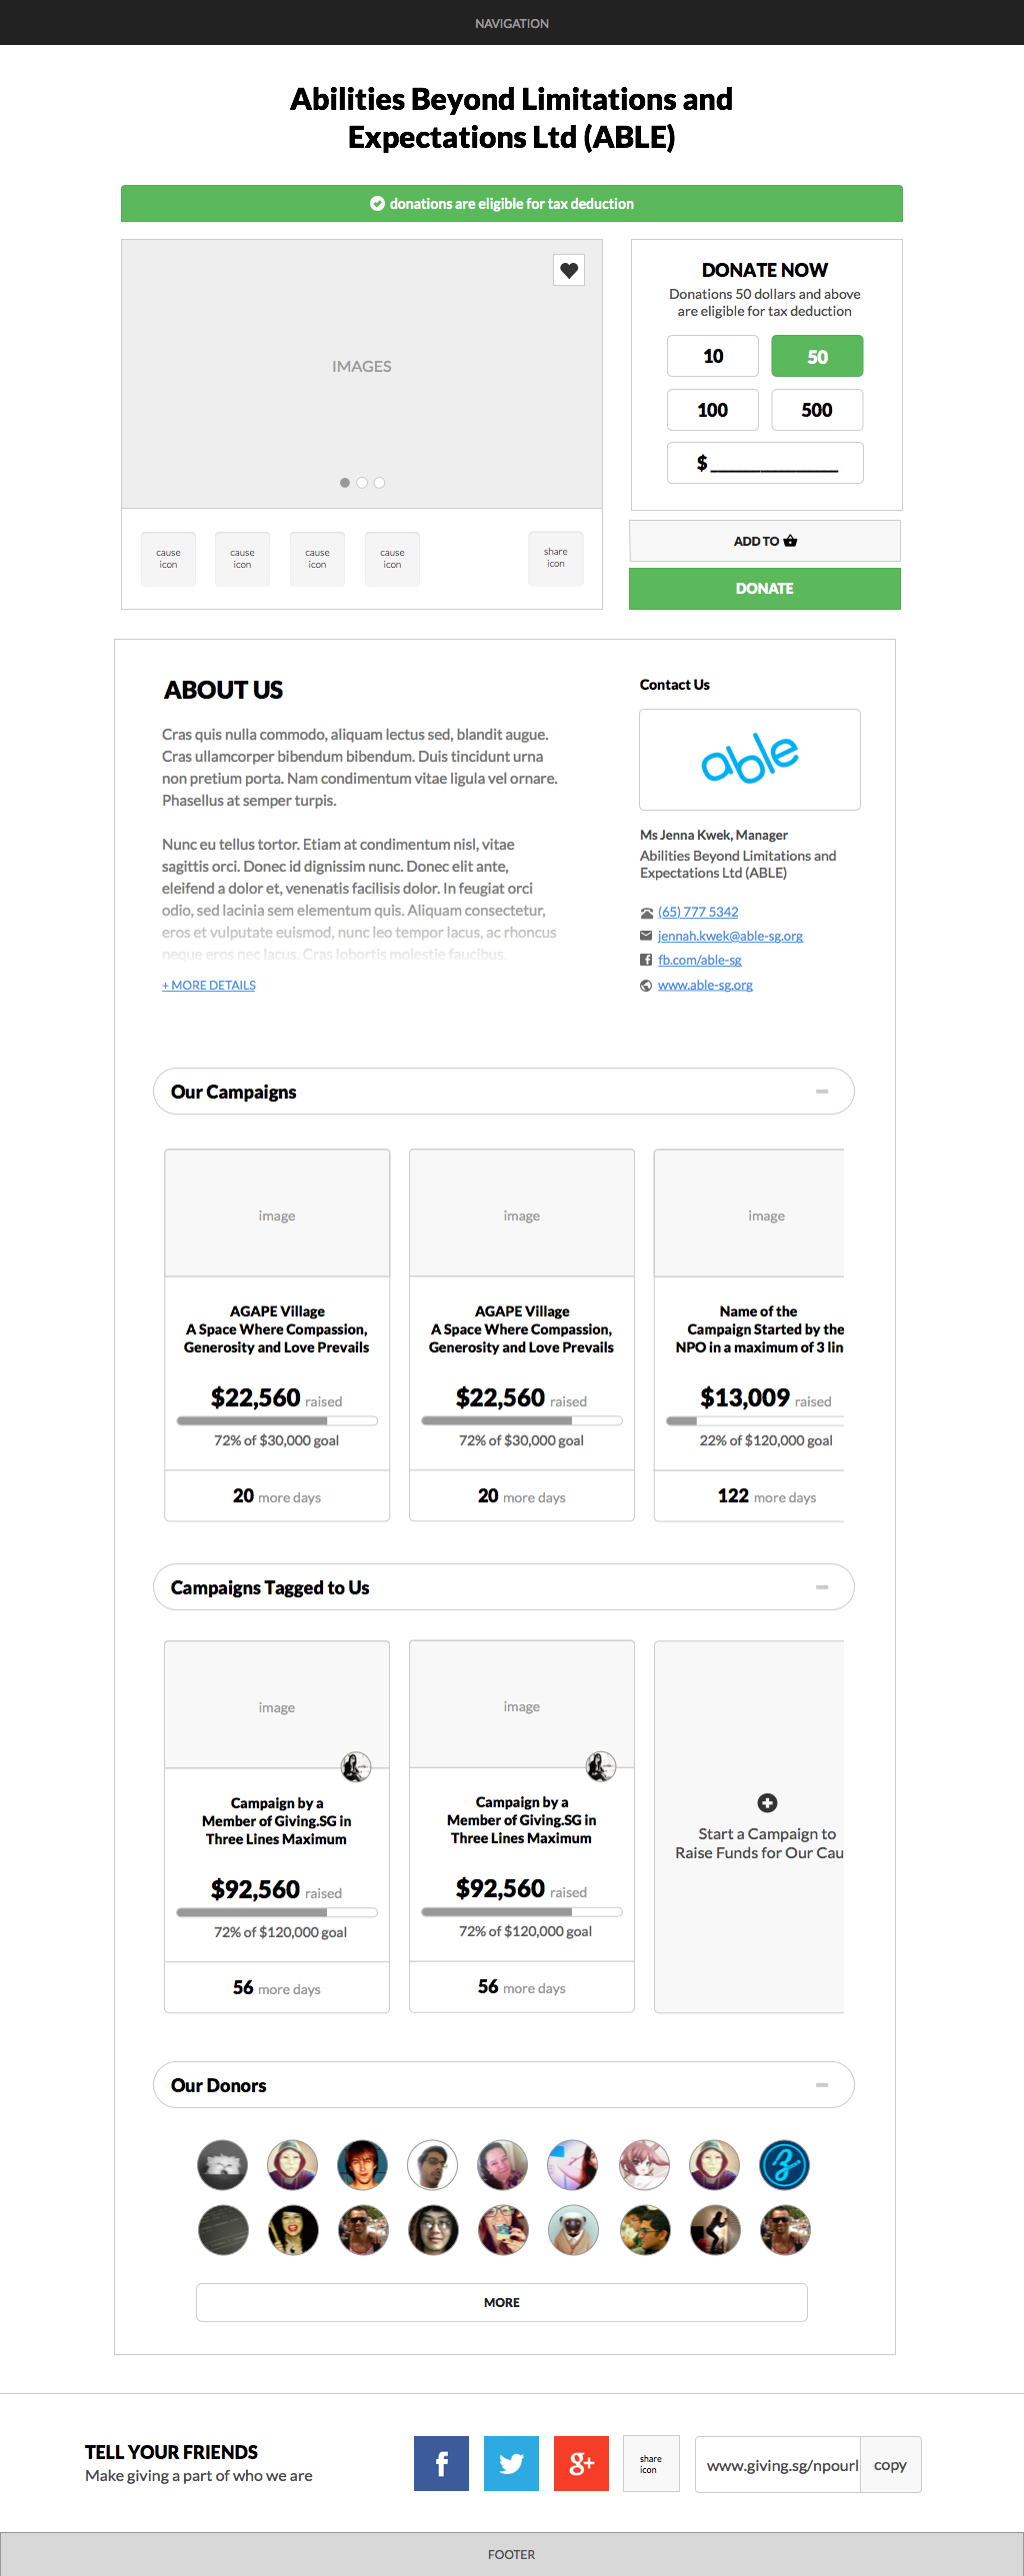 NAVIGATION
Abilities Beyond Limitations and
Expectations Ltd (ABLE)
donations are eligible for tax deduction
IMAGES
cause
icon
cause
icon
cause
icon
cause
icon
share
icon
DONATE NOW
Donations 50 dollars and above
are eligible for tax deduction
10
50
100
500
$ ______________
ADD TO
DONATE
ABOUT US
Cras quis nulla commodo, aliquam lectus sed, blandit augue.
Cras ullamcorper bibendum bibendum. Duis tincidunt urna
non pretium porta. Nam condimentum vitae ligula vel ornare.
Phasellus at semper turpis.
Nunc eu tellus tortor. Etiam at condimentum nisl, vitae
sagittis orci. Donec id dignissim nunc. Donec elit ante,
eleifend a dolor et, venenatis facilisis dolor. In feugiat orci
odio, sed lacinia sem elementum quis. Aliquam consectetur,
eros et vulputate euismod, nunc leo tempor lacus, ac rhoncus
neque eros nec lacus. Cras lobortis molestie faucibus.
+ MORE DETAILS
Contact Us
able
Ms Jenna Kwek, Manager
Abilities Beyond Limitations and
Expectations Ltd (ABLE)
(65) 777 5342
jennah.kwek@able-sg.org
fb.com/able-sg
www.able-sg.org
Our Campaigns
image
AGAPE Village
A Space Where Compassion,
Generosity and Love Prevails
$22,560 raised
72% of $30,000 goal
20 more days
image
AGAPE Village
A Space Where Compassion,
Generosity and Love Prevails
$22,560 raised
72% of $30,000 goal
20 more days
image
Name of the
Campaign Started by the
NPO in a maximum of 3 lin
$13,009 raised
22% of $120,000 goal
122 more days
Campaigns Tagged to Us
image
Campaign by a
Member of Giving.SG in
Three Lines Maximum
$92,560 raised
72% of $120,000 goal
56 more days
image
Campaign by a
Member of Giving.SG in
Three Lines Maximum
$92,560 raised
72% of $120,000 goal
56 more days
Start a Campaign to
Raise Funds for Our Cau
Our Donors
MORE
TELL YOUR FRIENDS
Make giving a part of who we are
f
g+
share
icon
www.giving.sg/npourl
copy
FOOTER